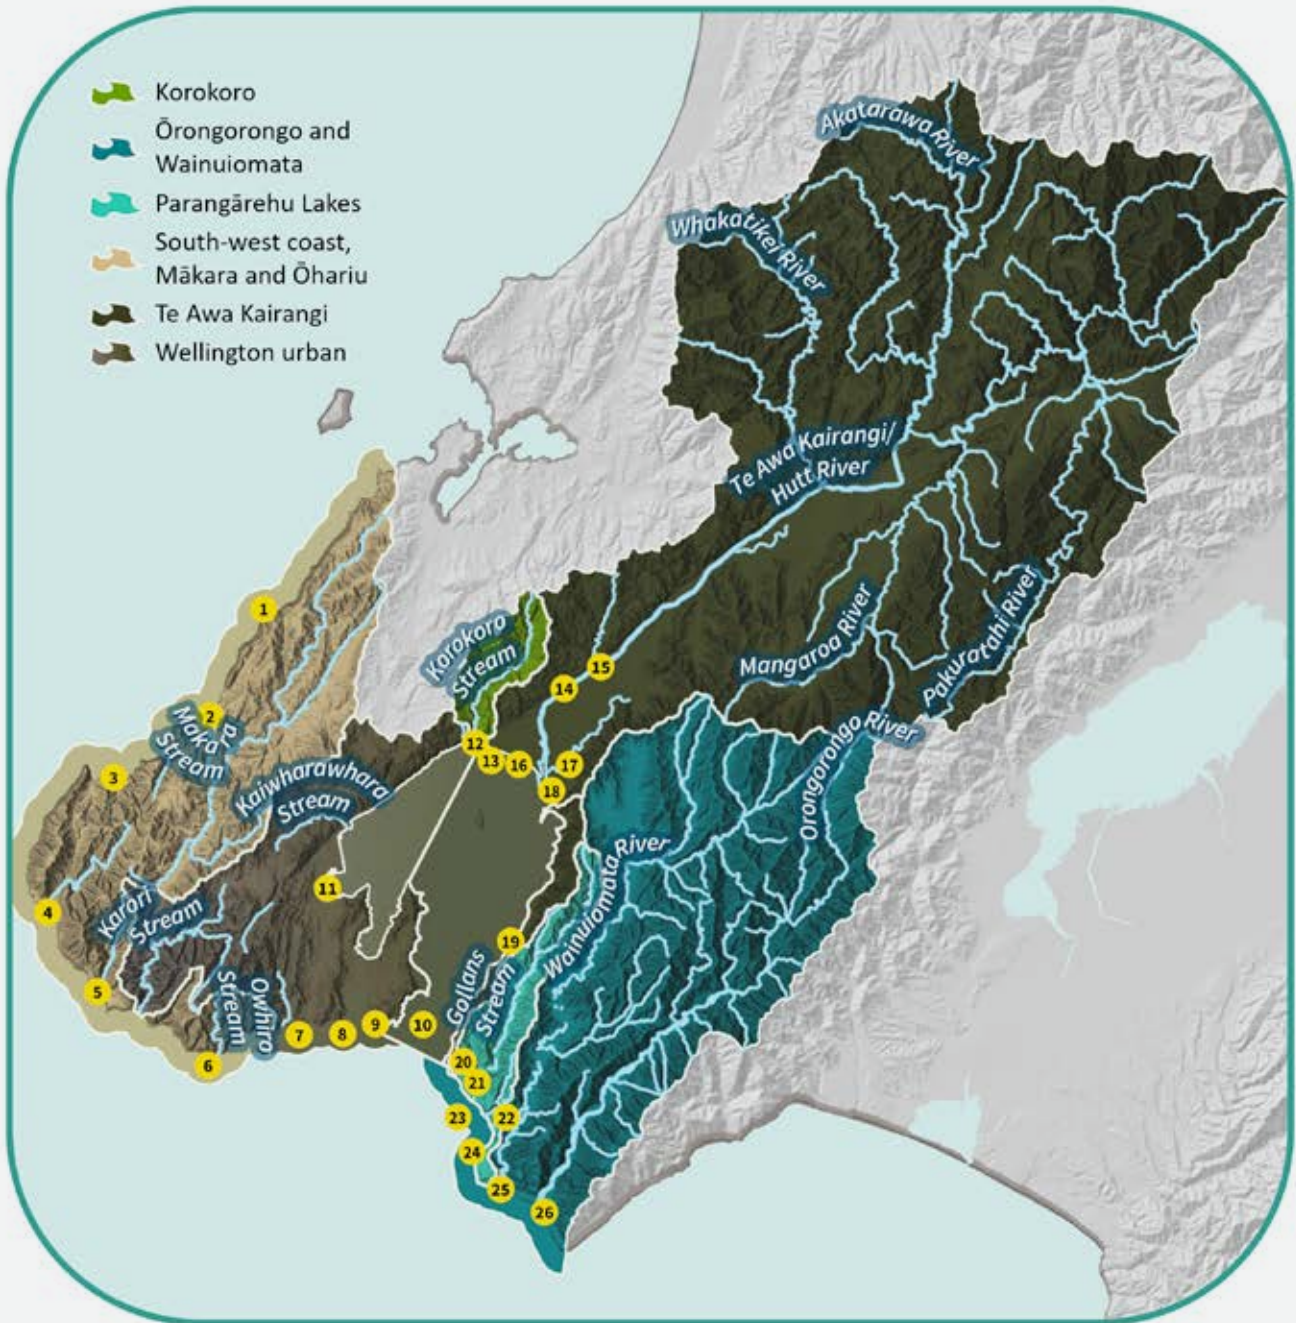 Korokoro
Ōrongorongo and
Wainuiomata
Parangārehu Lakes
South-west coast,
Mākara and Ōhariu
Te Awa Kairangi
Wellington urban
Akatarawa River
Whakatikei River
Te Awa Kairangi/
Hutt River
1
Korokoro
Stream
Mangaroa River
Pakuratahi River
15
14
2
Makara
Stream
Orongorongo River
12
13
16
17
18
3
Kaiwharawhara
Stream
Wainuiomata River
11
4
Karori
Stream
19
5
Gollans
Stream
Owhiro
Stream
7
8
9
10
6
20
21
23
22
24
25
26